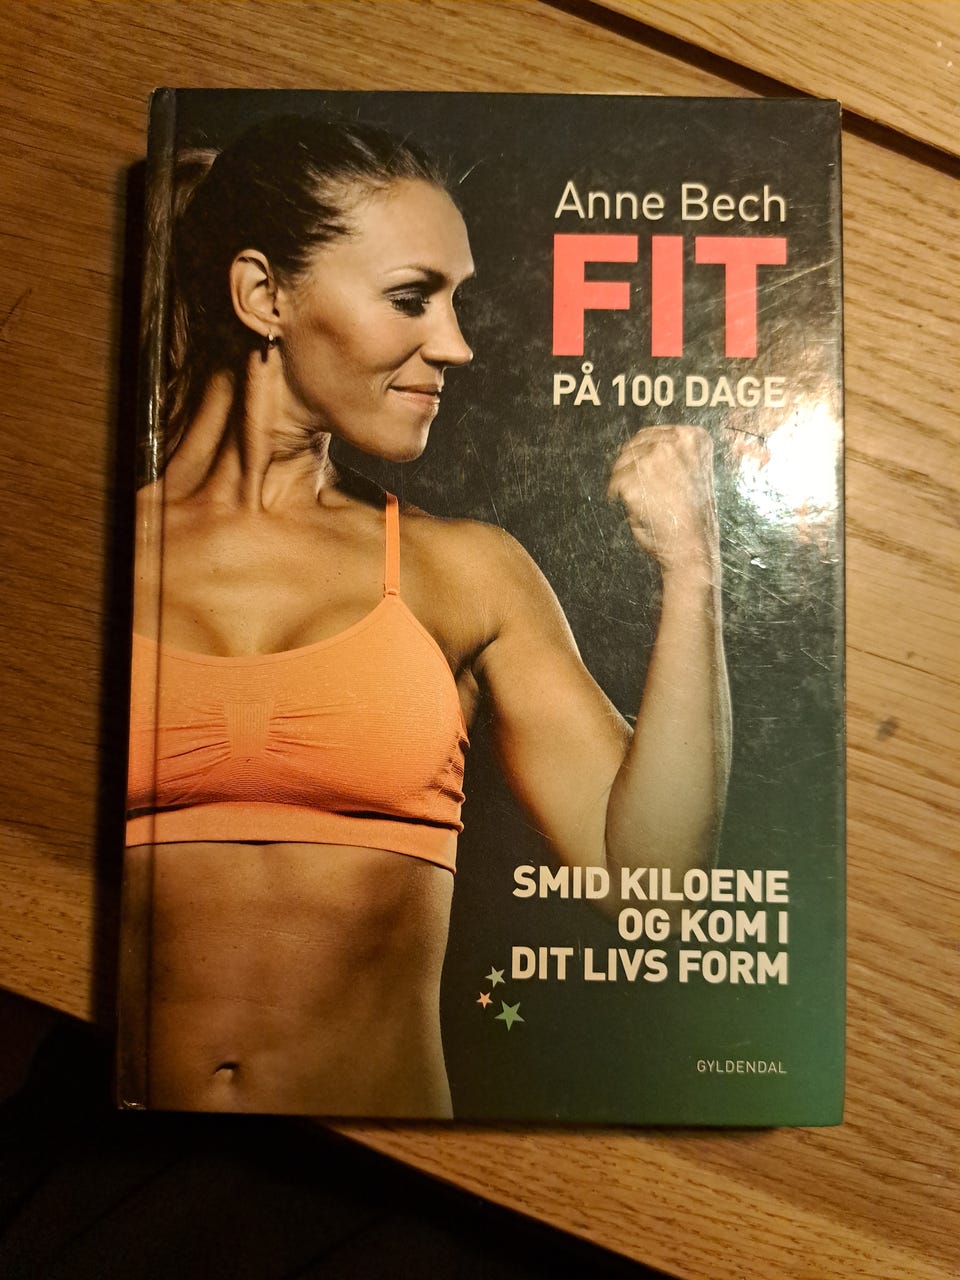 Anne Bech
FIT
PÅ 100 DAGE
SMID KILOENE
OG KOM I
DIT LIVS FORM
GYLDENDAL